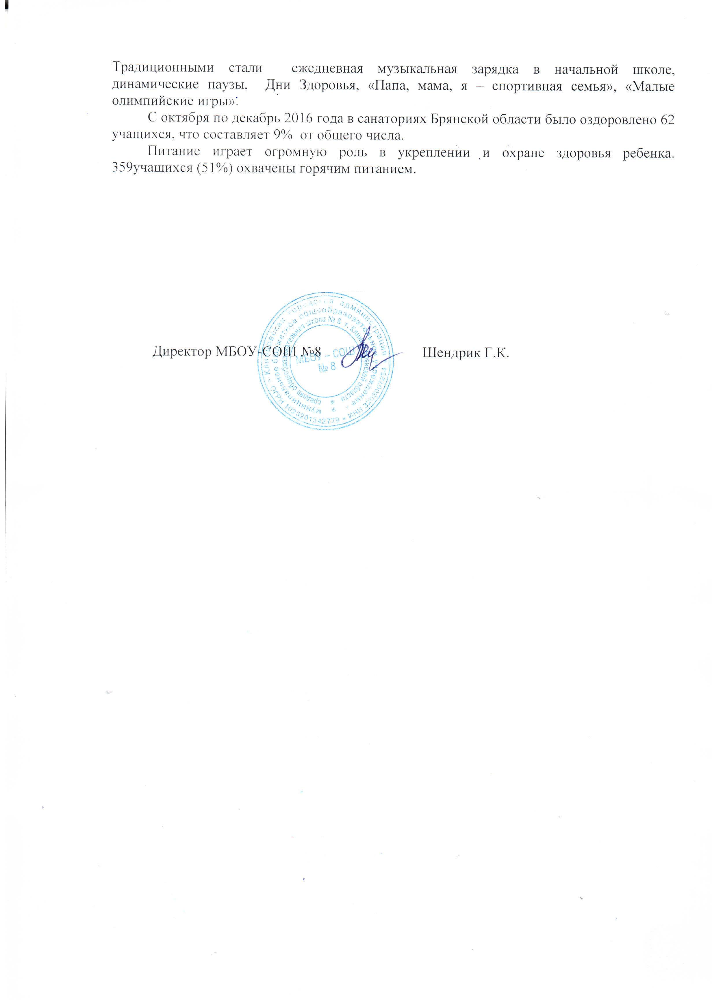 Традиционными стали ежедневная музыкальная зарядка в начальной школе,
динамические паузы, Дни Здоровья, «Папа, мама, я – спортивная семья», «Малые
олимпийские игры».
С октября по декабрь 2016 года в санаториях Брянской области было оздоровлено 62
учащихся, что составляет 9% от общего числа.
Питание играет огромную роль в укреплении и охране здоровья ребенка.
359учащихся (51%) охвачены горячим питанием.
Директор МБОУ-СОШ №8 Шендрик Г.К.
Клинцовская городская администрация
ОГРН 1023201342779 * ИНН
муниципальное бюджетное общеобразовательное учреждение -
средняя общеобразовательная школа № 8 г. Брянской области
МБОУ – СОШ
№ 8